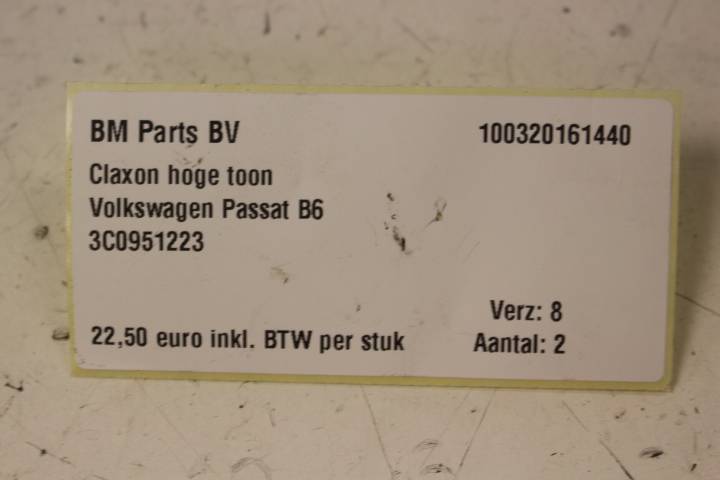 BM Parts BV 100320161440
Claxon hoge toon
Volkswagen Passat B6
3C0951223
Verz: 8
22,50 euro inkl. BTW per stuk Aantal: 2